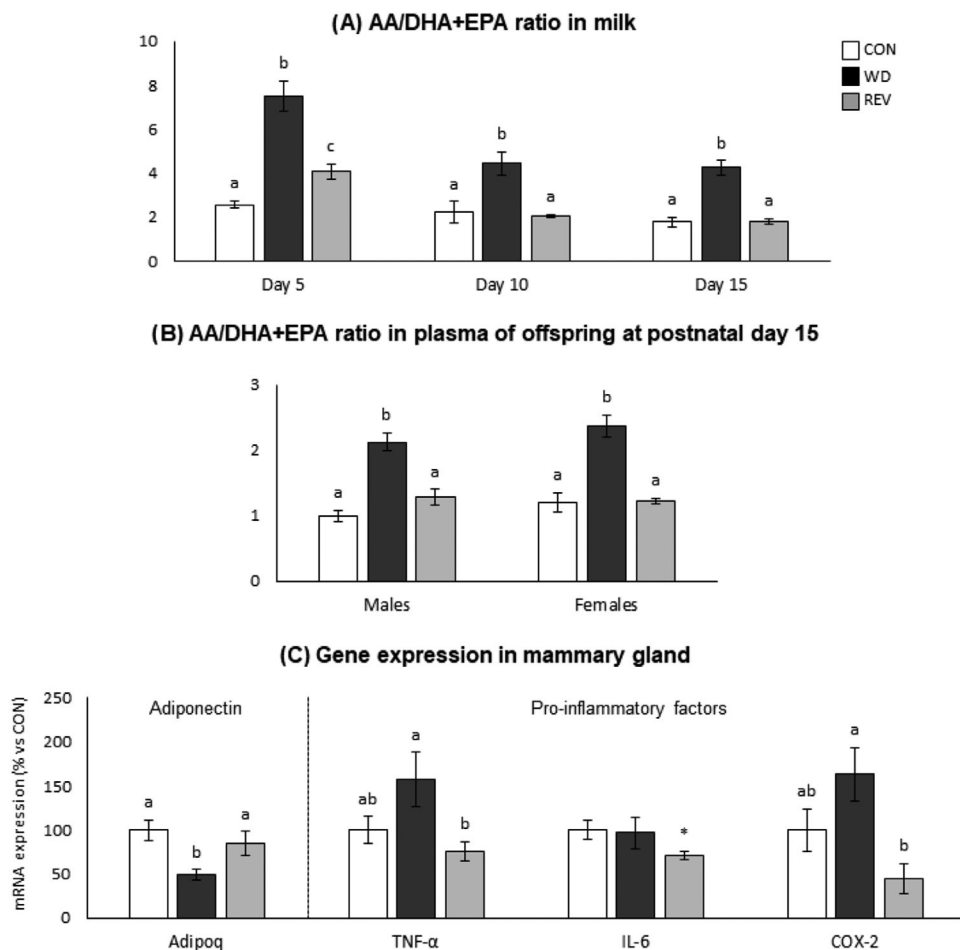 (A) AA/DHA+EPA ratio in milk
10
8
6
4
2
0
b
a
c
a
b
a
a
b
a
Day 5
Day 10
Day 15
CON
WD
REV
(B) AA/DHA+EPA ratio in plasma of offspring at postnatal day 15
3
2
1
0
a
b
a
a
b
a
Males
Females
(C) Gene expression in mammary gland
mRNA expression (% vs CON)
250
200
150
100
50
0
Adiponectin
Pro-inflammatory factors
a
b
a
ab
a
b
*
ab
a
b
Adipoq
TNF-α
IL-6
COX-2